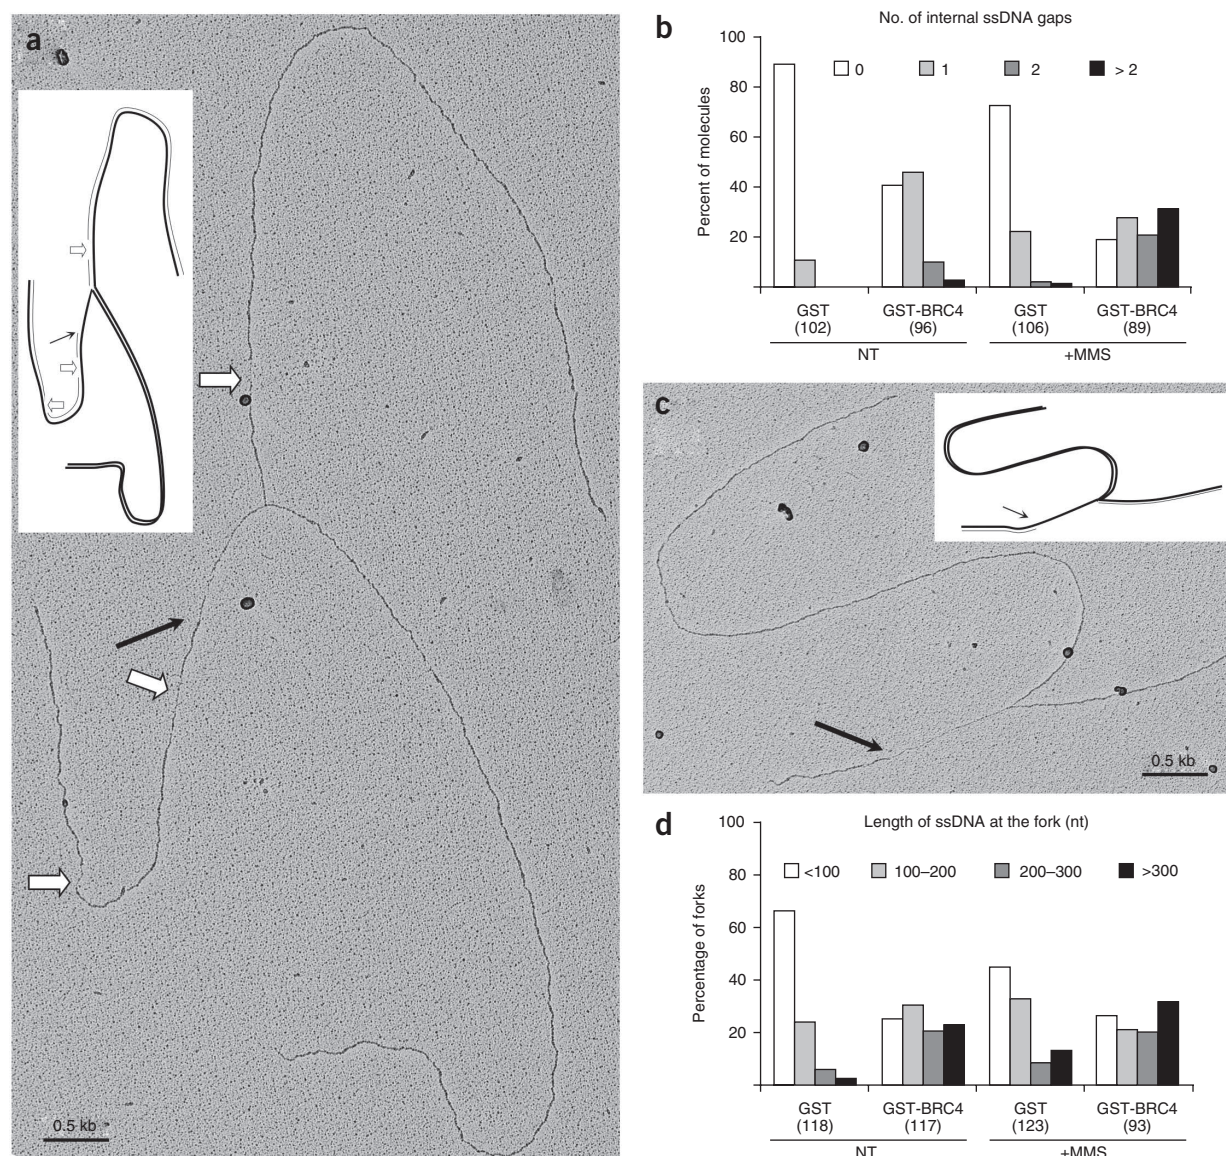 a
0.5 kb
b
No. of internal ssDNA gaps
Percent of molecules
100
80
60
40
20
0 1 2 > 2
GST GST-BRC4 GST GST-BRC4
(102) (96) (106) (89)
NT +MMS
c
0.5 kb
d
Length of ssDNA at the fork (nt)
Percentage of forks
100
80
60
40
20
<100 100–200 200–300 >300
GST GST-BRC4 GST GST-BRC4
(118) (117) (123) (93)
NT +MMS